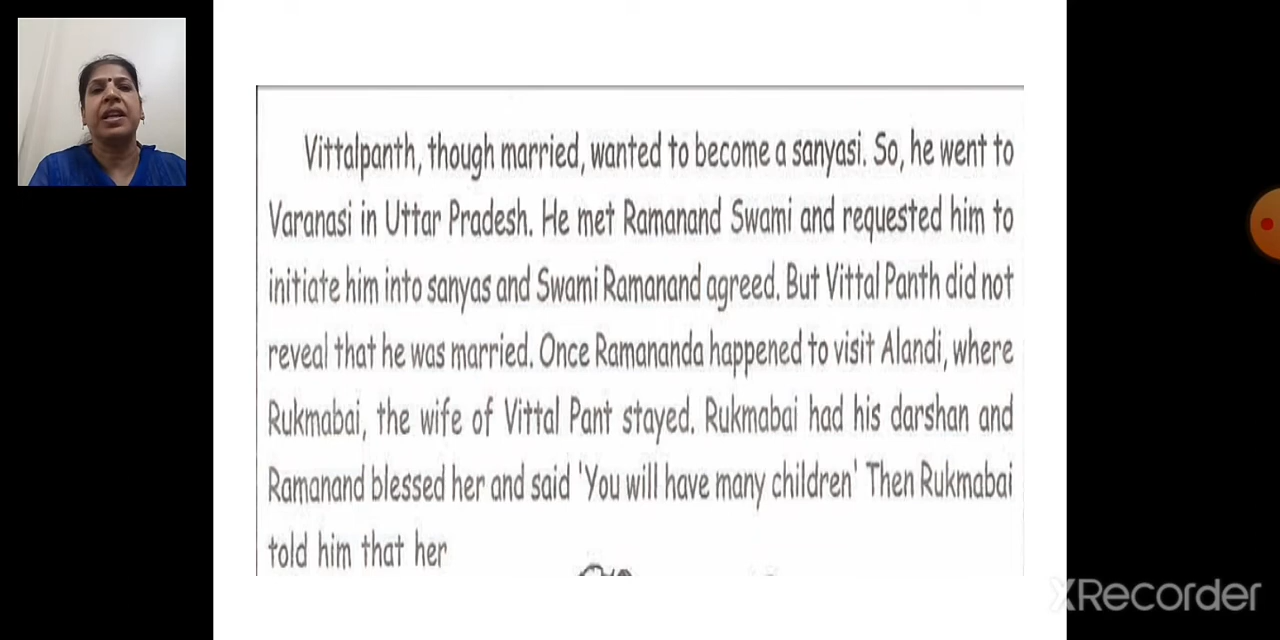 Vittalpanth, though married, wanted to become a sanyasi. So, he went to
Varanasi in Uttar Pradesh. He met Ramanand Swami and requested him to
initiate him into sanyas and Swami Ramanand agreed. But Vittal Panth did not
reveal that he was married. Once Ramananda happened to visit Alandi, where
Rukmabai, the wife of Vittal Pant stayed. Rukmabai had his darshan and
Ramanand blessed her and said 'You will have many children' Then Rukmabai
told him that her
XRecorder